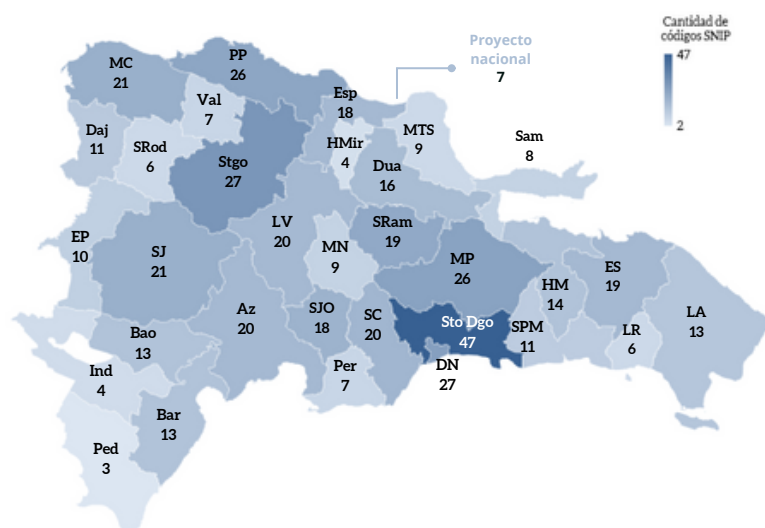 Cantidad de
códigos SNIP
47
2
Proyecto
nacional
7
MC
21
PP
26
Val
7
Esp
18
Daj
11
SRod
6
Stgo
27
HMir
4
MTS
9
Dua
16
Sam
8
EP
10
SJ
21
LV
20
MN
9
SRam
19
MP
26
HM
14
ES
19
Az
20
SJO
18
SC
20
Sto Dgo
47
SPM
11
LR
6
LA
13
Bao
13
Per
7
DN
27
Ind
4
Bar
13
Ped
3